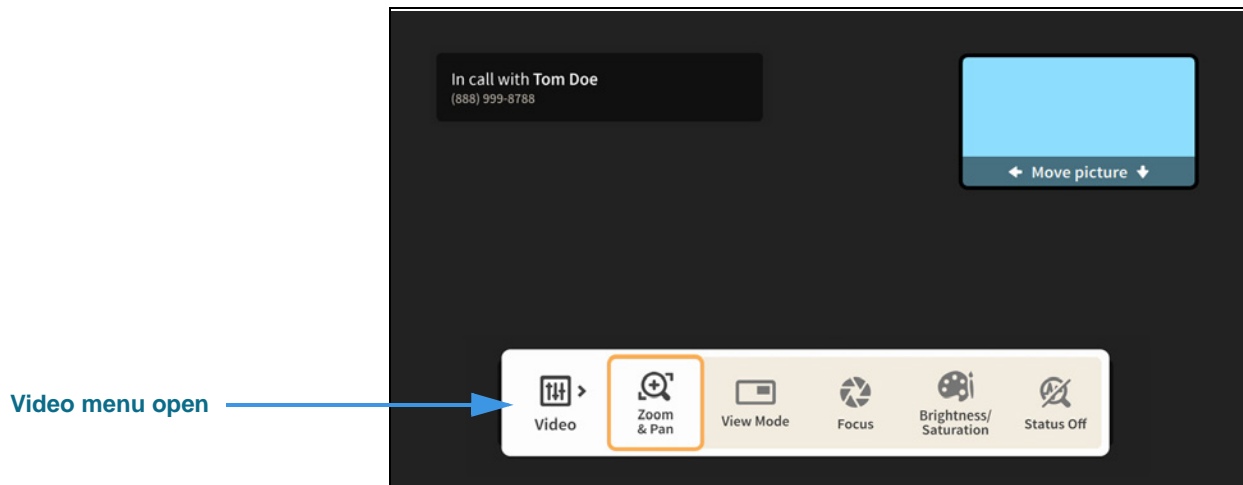 In call with Tom Doe
(888) 999-8788
Move picture
Video menu open
Video
Zoom
& Pan
View Mode
Focus
Brightness/
Saturation
Status Off